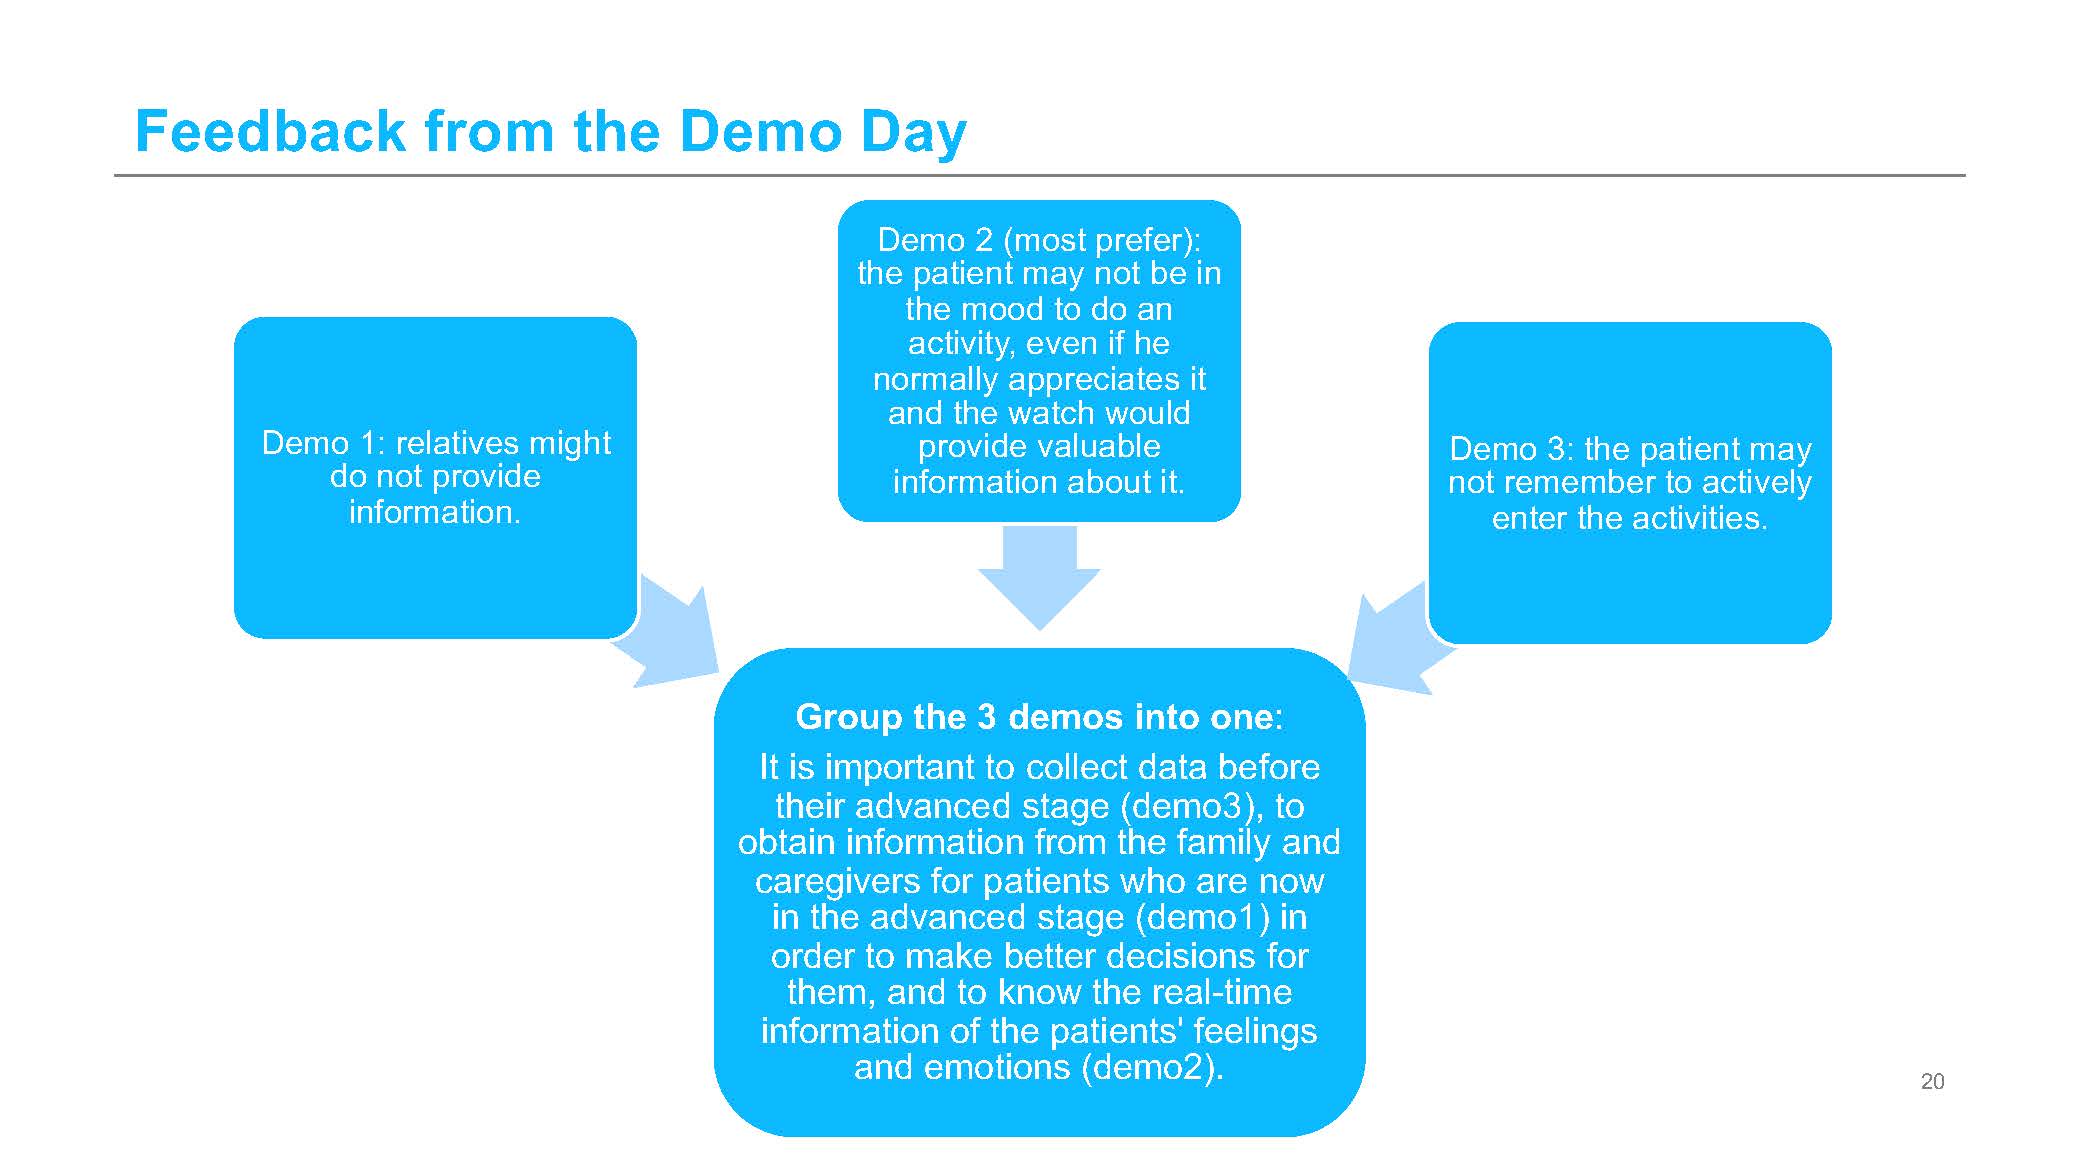 Feedback from the Demo Day
Demo 1: relatives might
do not provide
information.
Demo 2 (most prefer):
the patient may not be in
the mood to do an
activity, even if he
normally appreciates it
and the watch would
provide valuable
information about it.
Demo 3: the patient may
not remember to actively
enter the activities.
Group the 3 demos into one:
It is important to collect data before
their advanced stage (demo3), to
obtain information from the family and
caregivers for patients who are now
in the advanced stage (demo1) in
order to make better decisions for
them, and to know the real-time
information of the patients' feelings
and emotions (demo2).
20